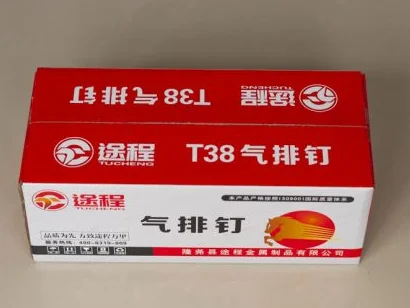 途程 T38气排钉
TUCHENG
途程 T38气排钉
TUCHENG
途程
TUCHENG
本产品严格按照ISO9001国际质量体系
气排钉
品质为先 方致途程万里
服务热线：400-6319-809
隆尧县途程金属制品有限公司